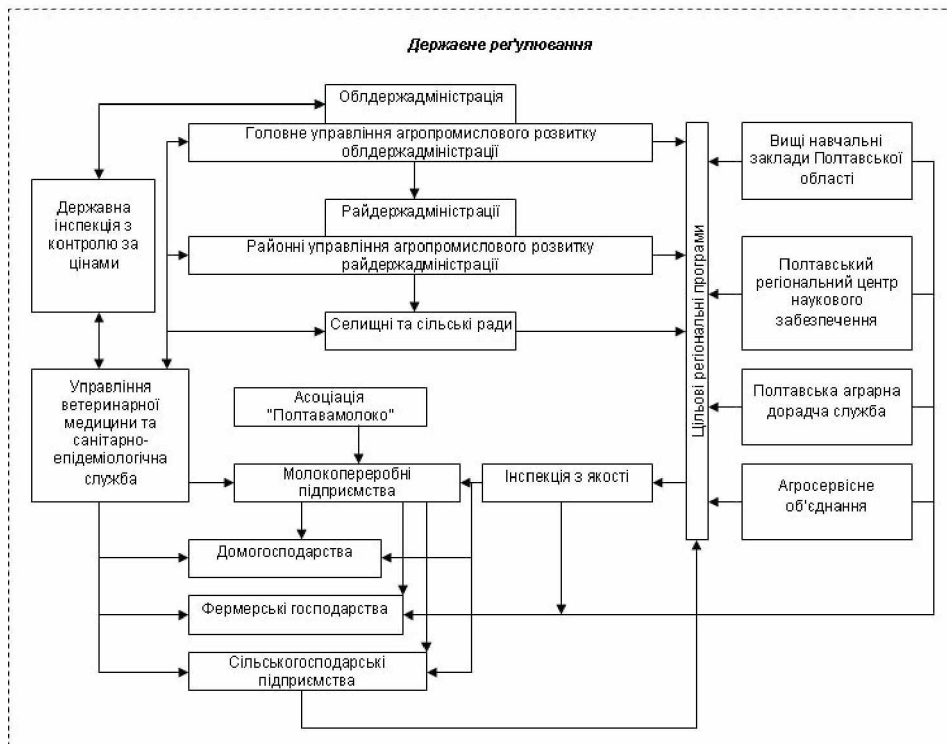 Державне реґулювання
Облдержадміністрація
Головне управління агропромислового розвитку
облдержадміністрації
Вищі навчальні
заклади Полтавської
області
Державна
інспекція з
контролю за
цінами
Райдержадміністрації
Районні управління агропромислового розвитку
райдержадміністрації
Полтавський
регіональний центр
наукового
забезпечення
Селищні та сільські ради
Цільові регіональні програми
Управління
ветеринарної
медицини та
санітарно-
епідеміологічна
служба
Асоціація
"Полтавамолоко"
Полтавська аграрна
дорадча служба
Молокопереробні
підприємства
Інспекція з якості
Агросервісне
об'єднання
Домогосподарства
Фермерські господарства
Сільськогосподарські
підприємства